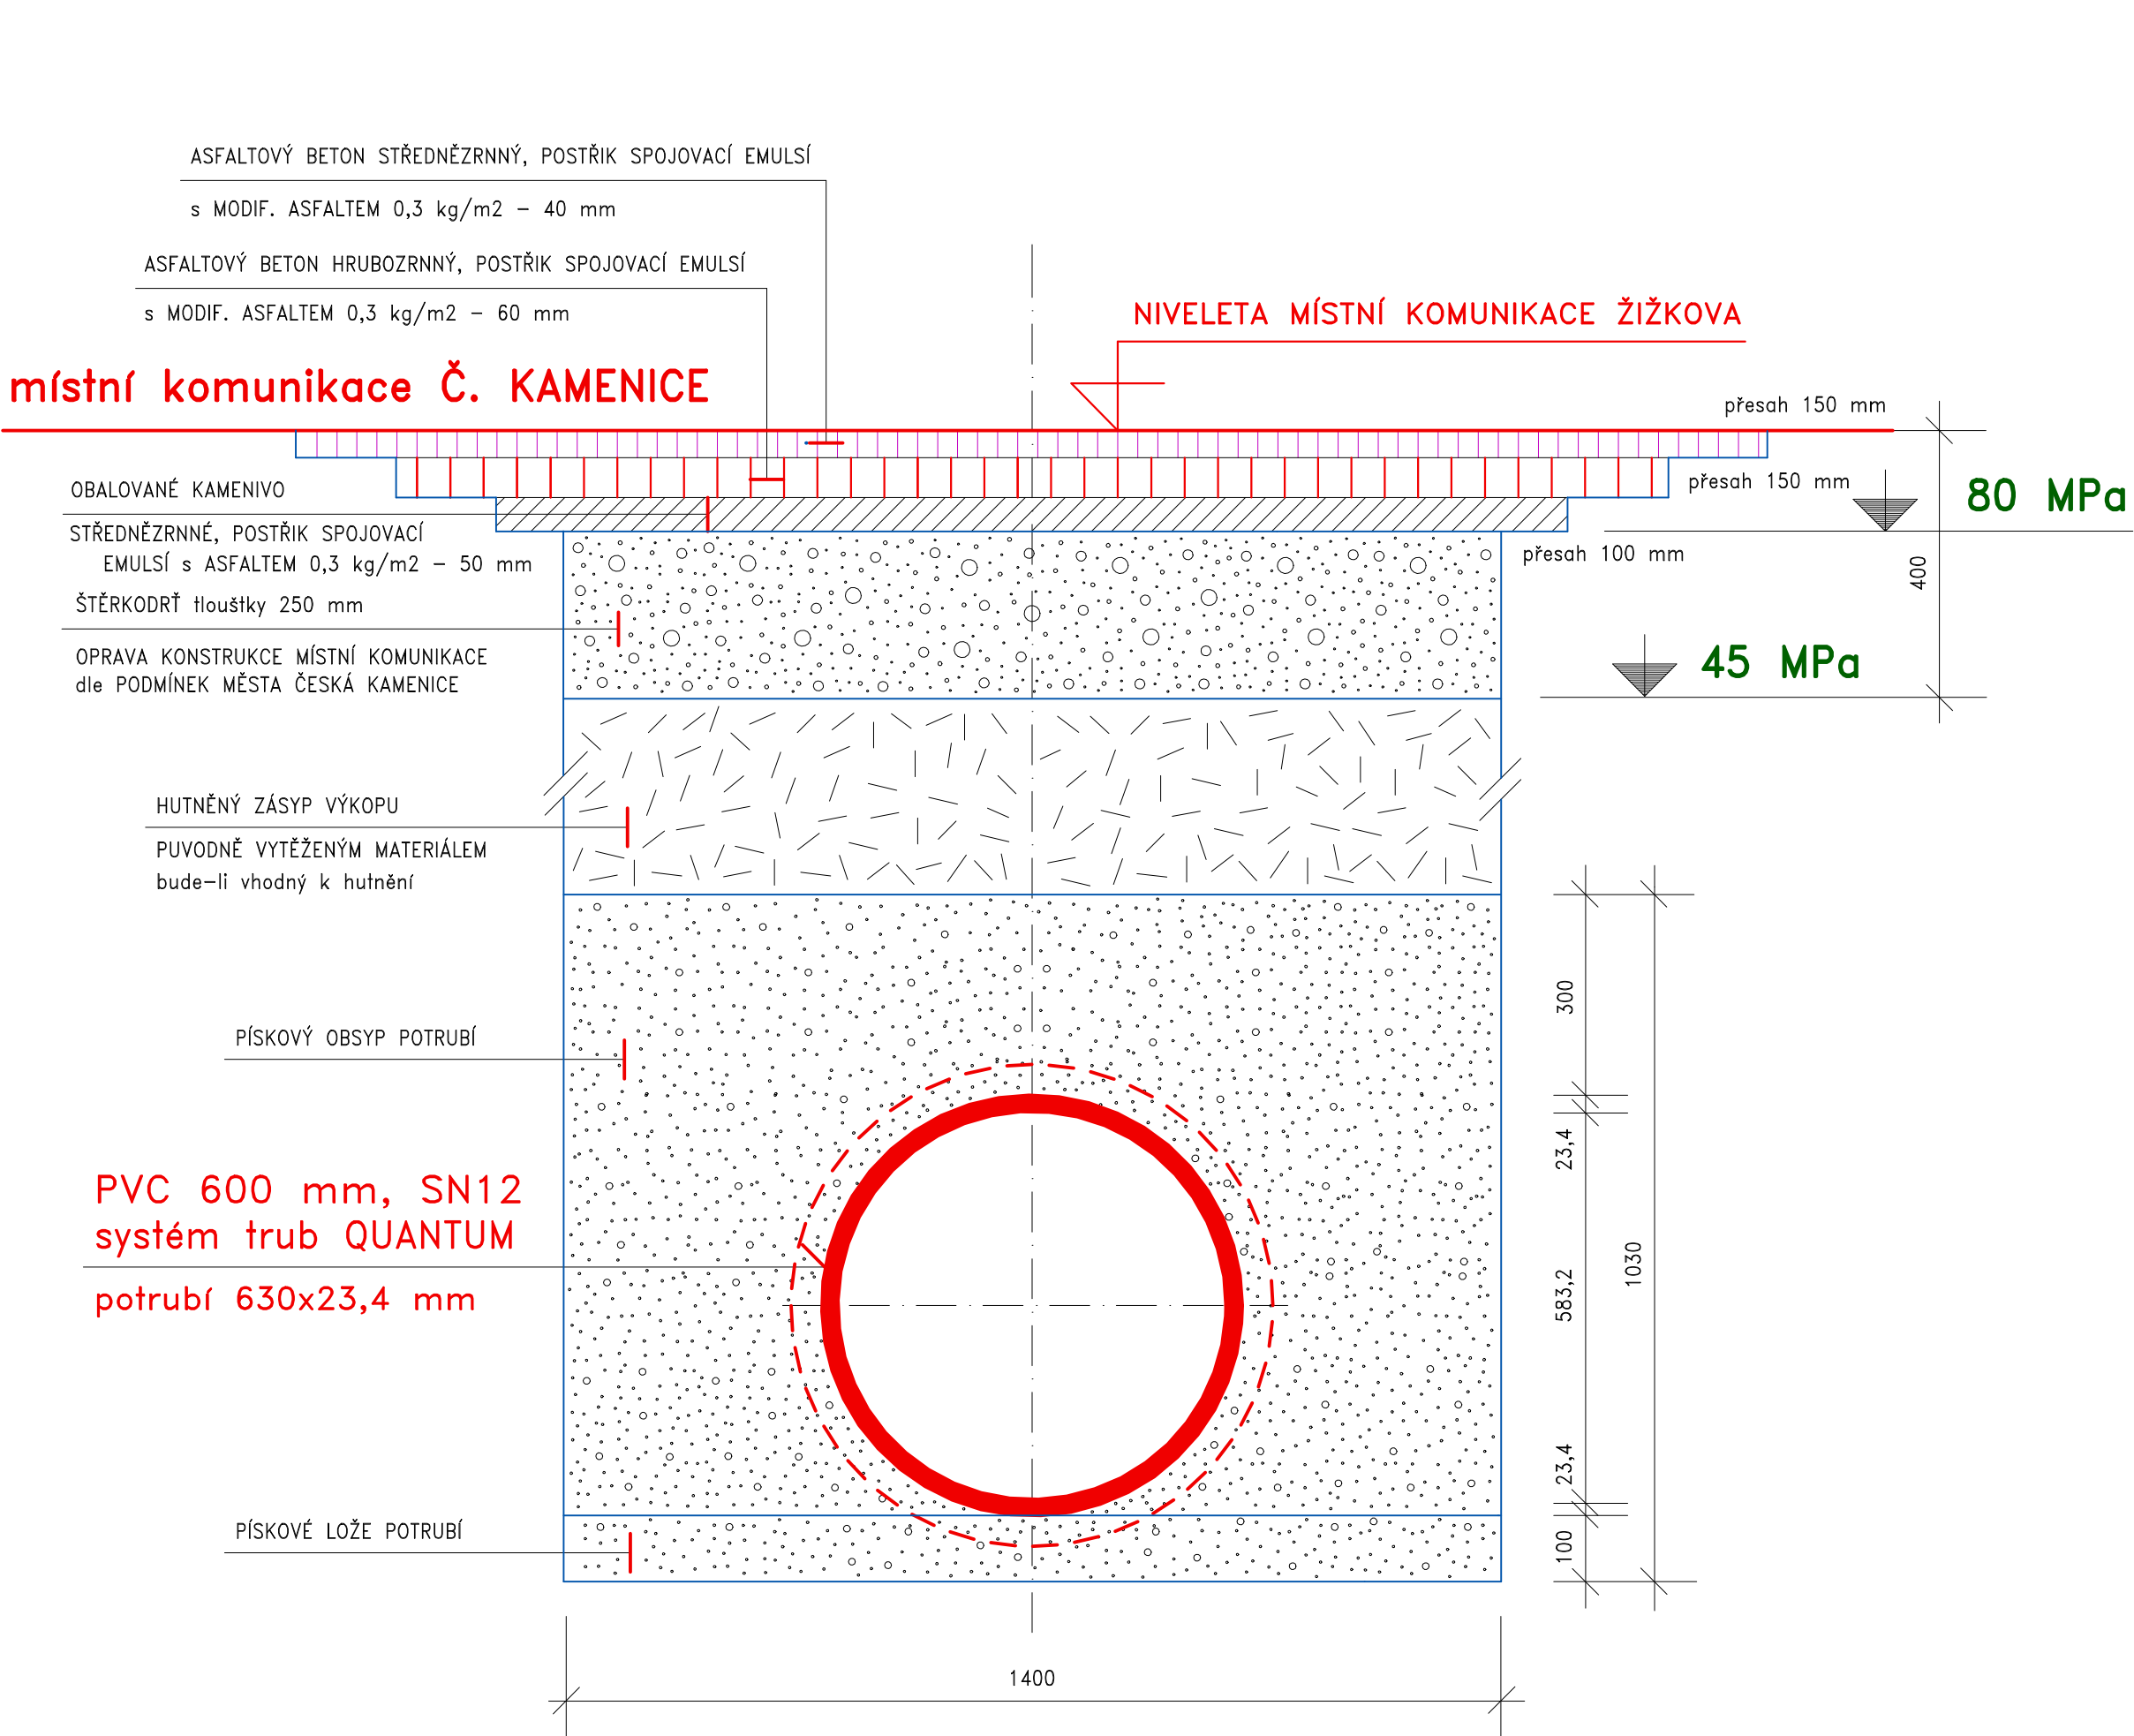 ASFALTOVÝ BETON STŘEDNĚZRNNÝ, POSTŘIK SPOJOVACÍ EMULSÍ
s MODIF. ASFALTEM 0,3 kg/m2 – 40 mm
ASFALTOVÝ BETON HRUBOZRNNÝ, POSTŘIK SPOJOVACÍ EMULSÍ
s MODIF. ASFALTEM 0,3 kg/m2 – 60 mm
NIVELETA MÍSTNÍ KOMUNIKACE ŽIŽKOVA
místní komunikace Č. KAMENICE
přesah 150 mm
OBALOVANÉ KAMENIVO
přesah 150 mm
80 MPa
STŘEDNĚZRNNÉ, POSTŘIK SPOJOVACÍ
EMULSÍ s ASFALTEM 0,3 kg/m2 – 50 mm
přesah 100 mm
400
ŠTĚRKODRŤ tlouštky 250 mm
45 MPa
OPRAVA KONSTRUKCE MÍSTNÍ KOMUNIKACE
dle PODMÍNEK MĚSTA ČESKÁ KAMENICE
HUTNĚNÝ ZÁSYP VÝKOPU
PUVODNĚ VYTĚŽENÝM MATERIÁLEM
bude–li vhodný k hutnění
300
PÍSKOVÝ OBSYP POTRUBÍ
23,4
PVC 600 mm, SN12
systém trub QUANTUM
potrubí 630x23,4 mm
583,2
1030
23,4
PÍSKOVÉ LOŽE POTRUBÍ
100
1400